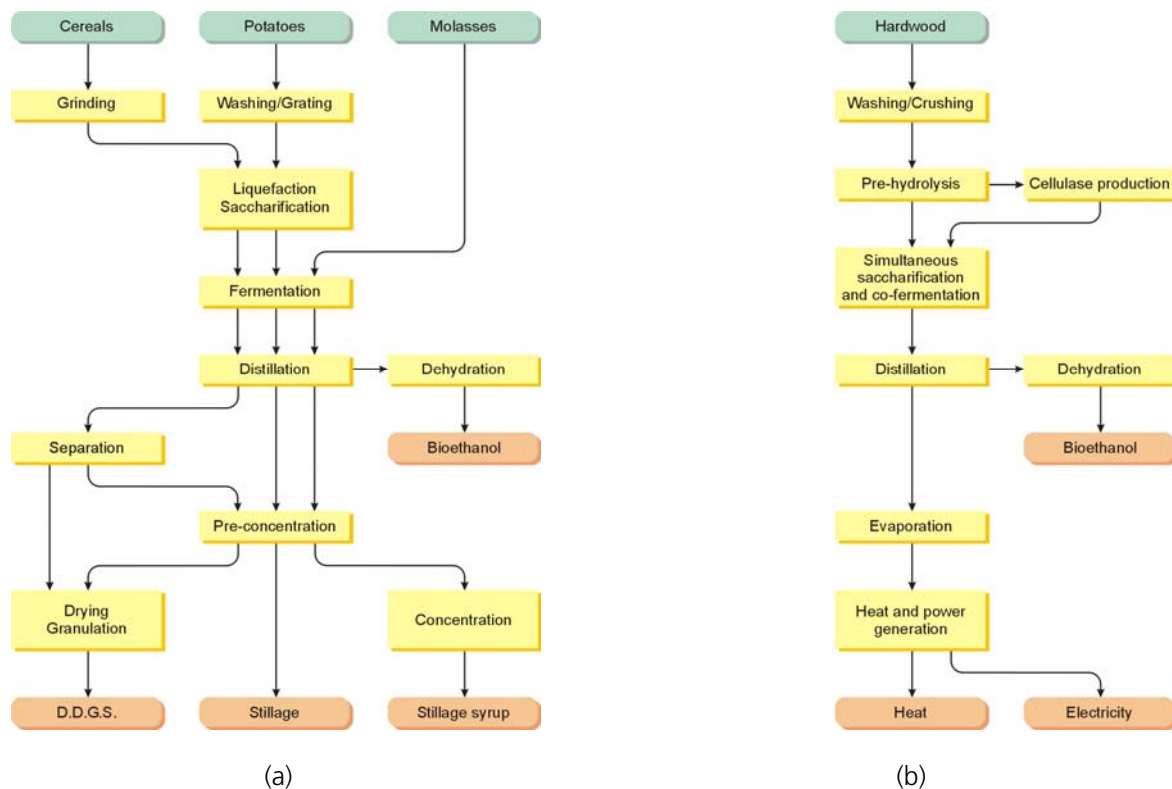 Cereals
Potatoes
Molasses
Grinding
Washing/Grating
Liquefaction
Saccharification
Fermentation
Distillation
Dehydration
Separation
Bioethanol
Pre-concentration
Drying
Granulation
Concentration
D.D.G.S.
Stillage
Stillage syrup
(a)
Hardwood
Washing/Crushing
Pre-hydrolysis
Cellulase production
Simultaneous
saccharification
and co-fermentation
Distillation
Dehydration
Bioethanol
Evaporation
Heat and power
generation
Heat
Electricity
(b)